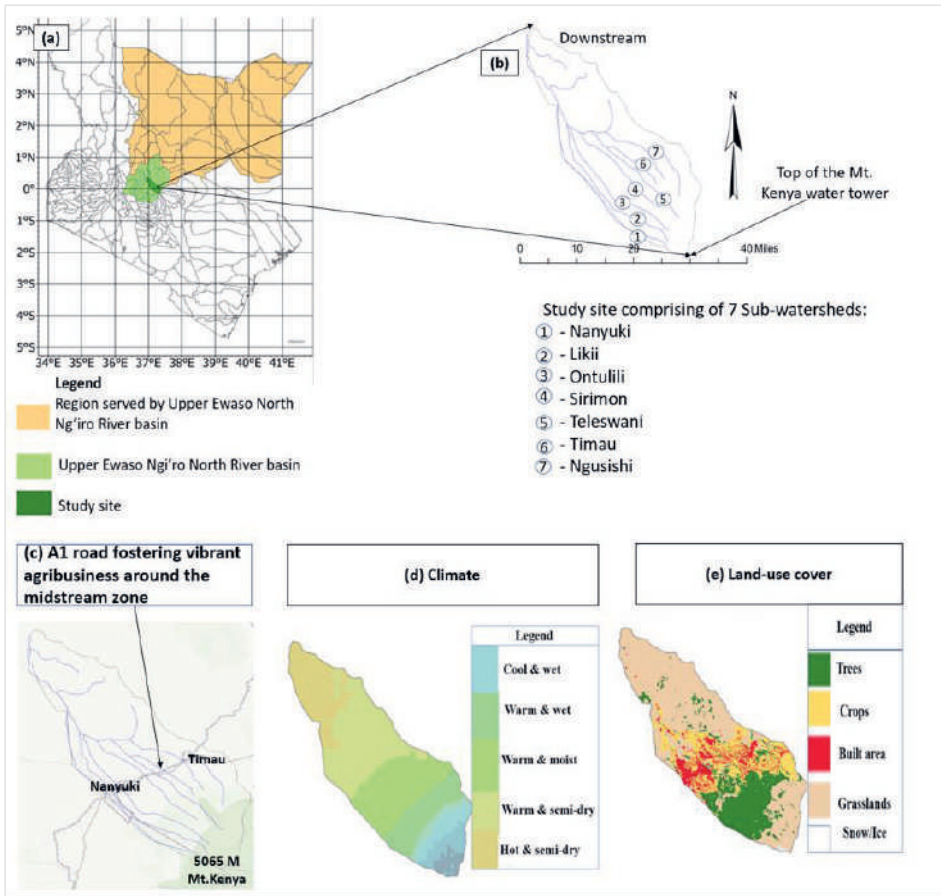 (a)
5°N
4°N
3°N
2°N
1°N
0°
1°S
2°S
3°S
4°S
5°S
34°E 35°E 36°E 37°E 38°E 39°E 40°E 41°E
Legend
Region served by Upper Ewaso North
Ng'iro River basin
Upper Ewaso Ngi'ro North River basin
Study site
(b)
Downstream
N
Top of the Mt.
Kenya water tower
7
6
5
4
3
2
1
0 10 20 40 Miles
Study site comprising of 7 Sub-watersheds:
1 - Nanyuki
2 - Likii
3 - Ontulili
4 - Sirimon
5 - Teleswani
6 - Timau
7 - Ngusishi
(c) A1 road fostering vibrant
agribusiness around the
midstream zone
Timau
Nanyuki
5065 M
Mt.Kenya
(d) Climate
Legend
Cool & wet
Warm & wet
Warm & moist
Warm & semi-dry
Hot & semi-dry
(e) Land-use cover
Legend
Trees
Crops
Built area
Grasslands
Snow/Ice